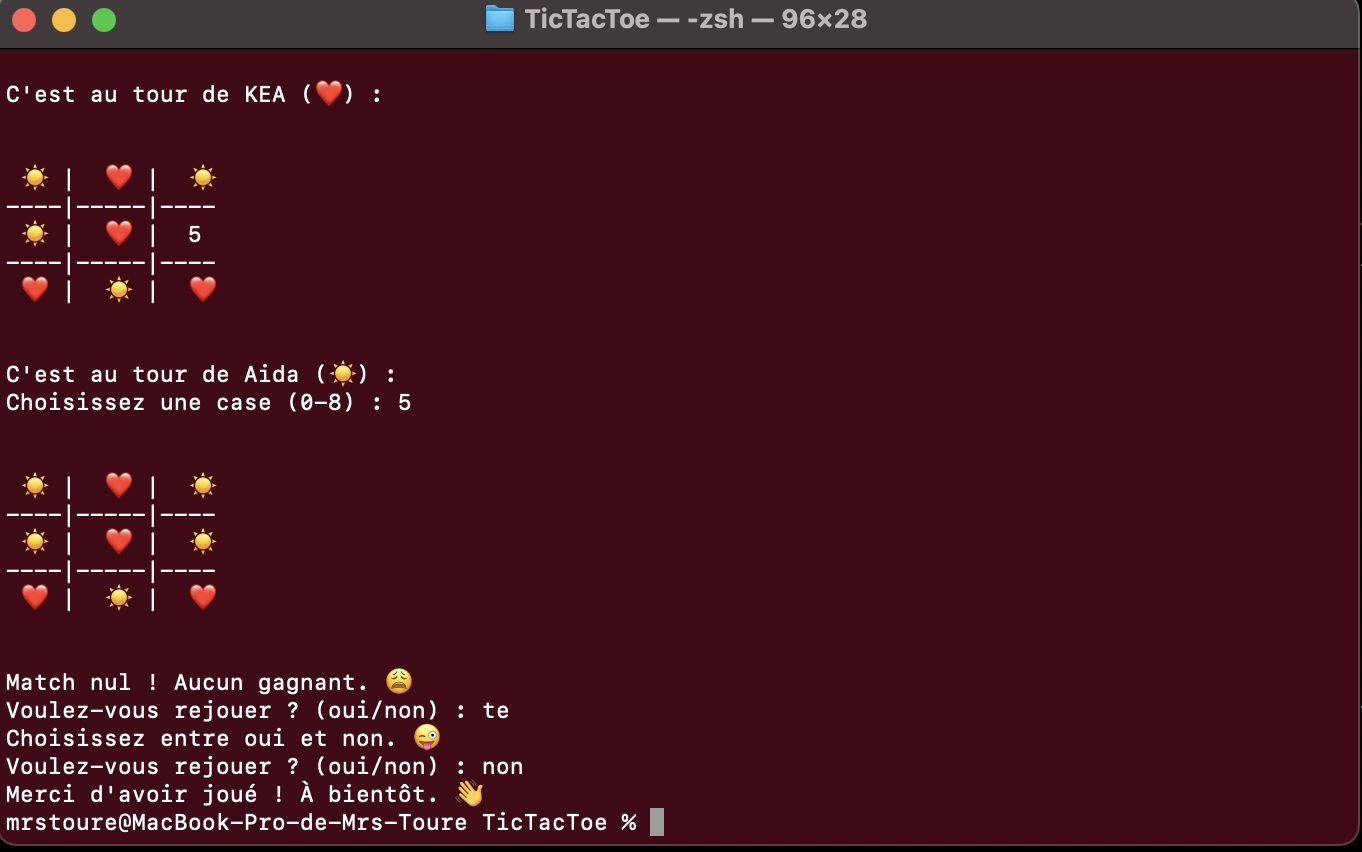 TicTacToe — -zsh — 96×28
C'est au tour de KEA (❤️) :
☀️ | ❤️ | ☀️
----|-----|----
☀️ | ❤️ | 5
----|-----|----
❤️ | ☀️ | ❤️
C'est au tour de Aida (☀️) :
Choisissez une case (0-8) : 5
☀️ | ❤️ | ☀️
----|-----|----
☀️ | ❤️ | ☀️
----|-----|----
❤️ | ☀️ | ❤️
Match nul ! Aucun gagnant. 😩
Voulez-vous rejouer ? (oui/non) : te
Choisissez entre oui et non. 😜
Voulez-vous rejouer ? (oui/non) : non
Merci d'avoir joué ! À bientôt. 👋
mrstoure@MacBook-Pro-de-Mrs-Toure TicTacToe %